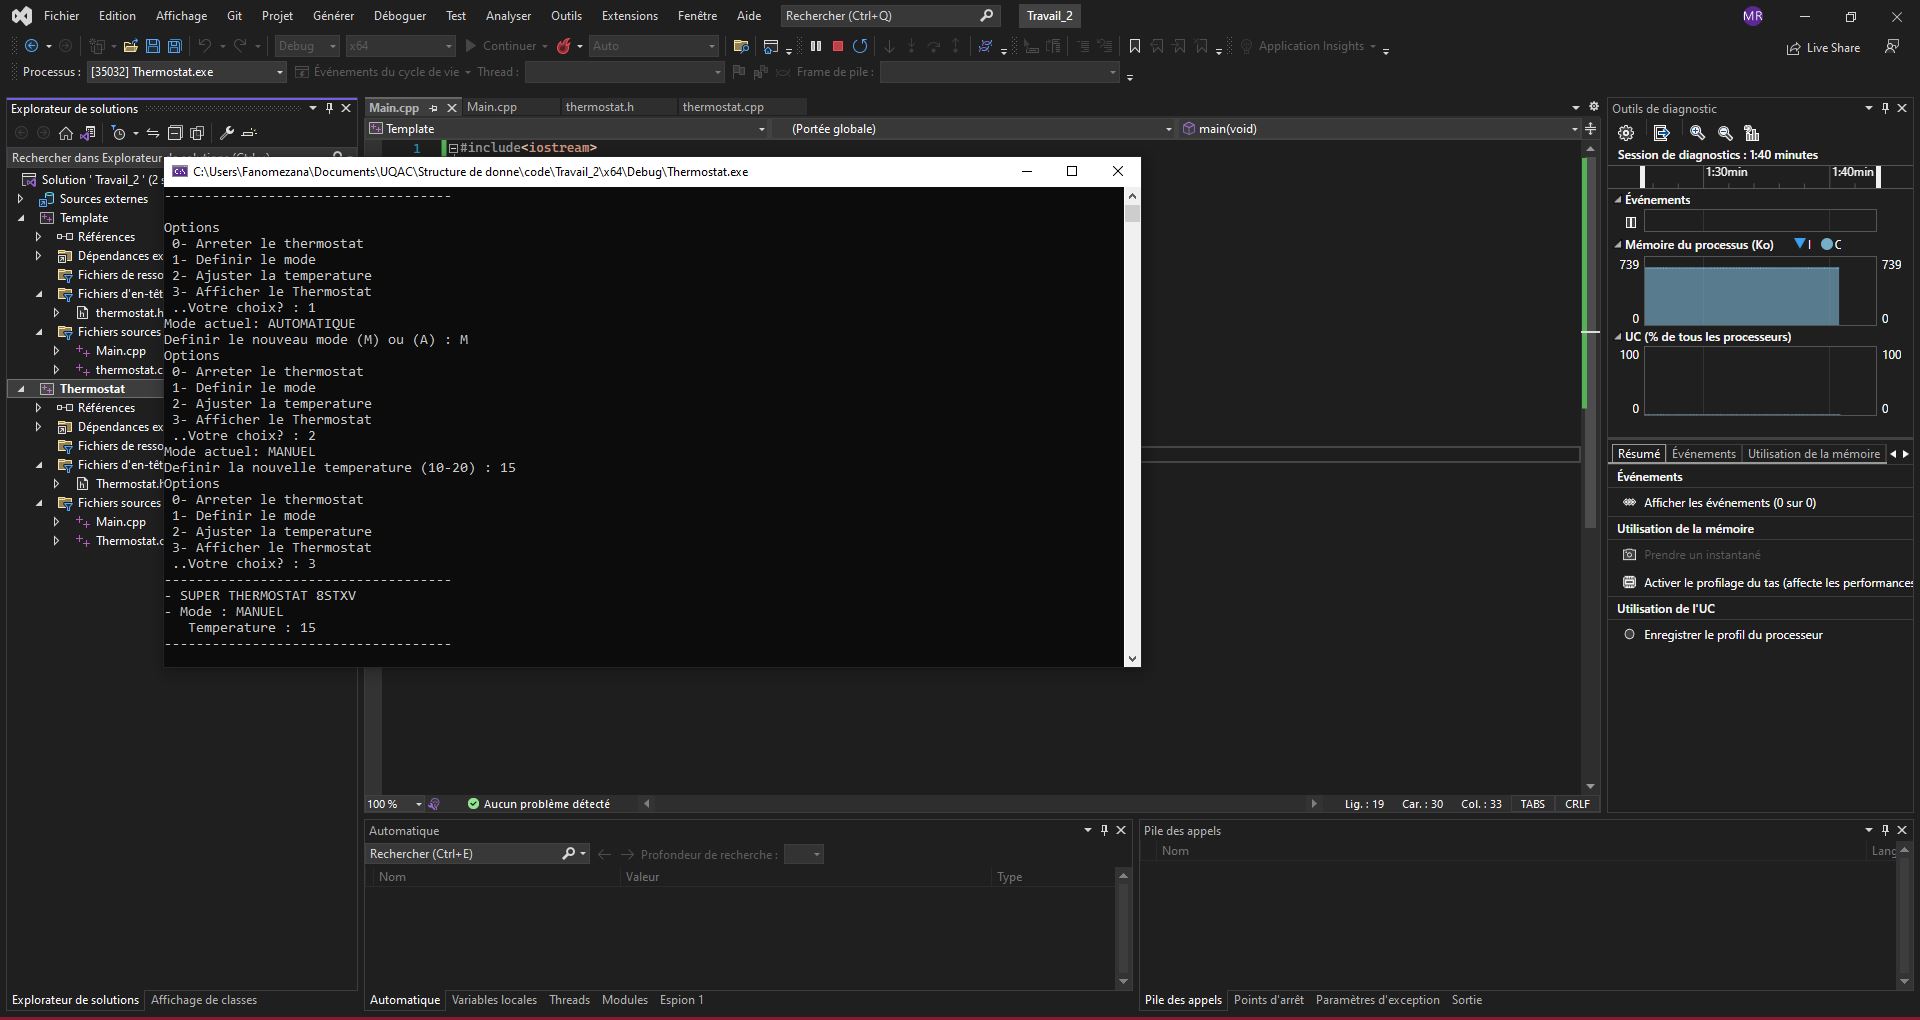 Fichier Edition Affichage Git Projet Générer Déboguer Test Analyser Outils Extensions Fenêtre Aide Rechercher (Ctrl+Q) Travail_2 MR
Debug x64 Continuer Auto Application Insights Live Share
Processus : [35032] Thermostat.exe Événements du cycle de vie Thread : Frame de pile :
Explorateur de solutions
Rechercher dans Explorateur
Solution ' Travail_2 ' (2
Sources externes
Template
Références
Dépendances ex
Fichiers de resso
Fichiers d'en-têt
thermostat.h
Fichiers sources
Main.cpp
thermostat.c
Thermostat
Références
Dépendances ex
Fichiers de resso
Fichiers d'en-têt
Thermostat.h
Fichiers sources
Main.cpp
Thermostat.c
Explorateur de solutions Affichage de classes
Main.cpp Main.cpp thermostat.h thermostat.cpp
Template (Portée globale) main(void)
1 #include<iostream>
C:\Users\Fanomezana\Documents\UQAC\Structure de donne\code\Travail_2\x64\Debug\Thermostat.exe
------------------------------------
Options
0- Arreter le thermostat
1- Definir le mode
2- Ajuster la temperature
3- Afficher le Thermostat
..Votre choix? : 1
Mode actuel: AUTOMATIQUE
Definir le nouveau mode (M) ou (A) : M
Options
0- Arreter le thermostat
1- Definir le mode
2- Ajuster la temperature
3- Afficher le Thermostat
..Votre choix? : 2
Mode actuel: MANUEL
Definir la nouvelle temperature (10-20) : 15
Options
0- Arreter le thermostat
1- Definir le mode
2- Ajuster la temperature
3- Afficher le Thermostat
..Votre choix? : 3
------------------------------------
- SUPER THERMOSTAT 8STXV
- Mode : MANUEL
Temperature : 15
------------------------------------
100 % Aucun problème détecté Lig. : 19 Car. : 30 Col. : 33 TABS CRLF
Automatique
Rechercher (Ctrl+E) Profondeur de recherche :
Nom Valeur Type
Automatique Variables locales Threads Modules Espion 1
Pile des appels
Nom Lang
Pile des appels Points d'arrêt Paramètres d'exception Sortie
Outils de diagnostic
Session de diagnostics : 1:40 minutes
1:30min 1:40min
Événements
Mémoire du processus (Ko) I C
739 739
0 0
UC (% de tous les processeurs)
100 100
0 0
Résumé Événements Utilisation de la mémoire
Événements
Afficher les événements (0 sur 0)
Utilisation de la mémoire
Prendre un instantané
Activer le profilage du tas (affecte les performances
Utilisation de l'UC
Enregistrer le profil du processeur